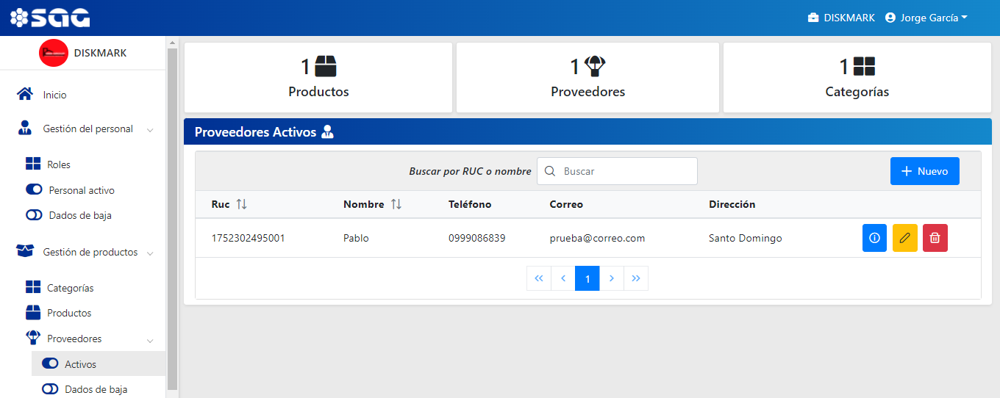 SAG
DISKMARK Jorge García
DISKMARK
Inicio
Gestión del personal
Roles
Personal activo
Dados de baja
Gestión de productos
Categorías
Productos
Proveedores
Activos
Dados de baja
1
Productos
1
Proveedores
1
Categorías
Proveedores Activos
Buscar por RUC o nombre Buscar Nuevo
Ruc Nombre Teléfono Correo Dirección
1752302495001 Pablo 0999086839 prueba@correo.com Santo Domingo
1